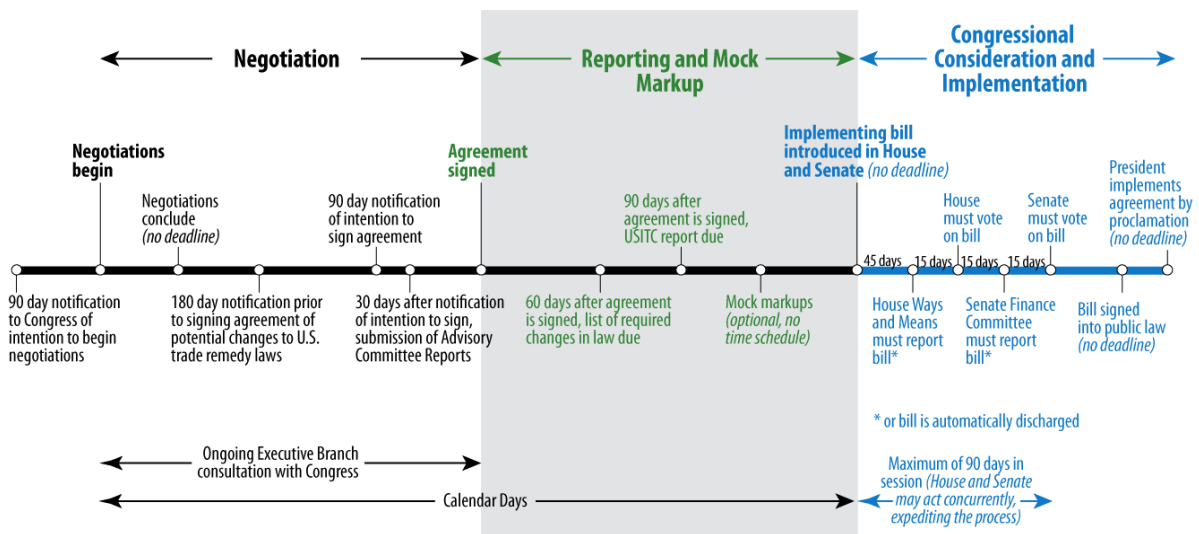 Negotiation
Reporting and Mock
Markup
Congressional
Consideration and
Implementation
Negotiations
begin
Agreement
signed
Implementing bill
introduced in House
and Senate (no deadline)
Negotiations
conclude
(no deadline)
90 day notification
of intention to
sign agreement
90 days after
agreement is signed,
USITC report due
House
must vote
on bill
Senate
must vote
on bill
President
implements
agreement by
proclamation
(no deadline)
45 days
15 days
15 days
15 days
90 day notification
to Congress of
intention to begin
negotiations
180 day notification prior
to signing agreement of
potential changes to U.S.
trade remedy laws
30 days after notification
of intention to sign,
submission of Advisory
Committee Reports
60 days after agreement
is signed, list of required
changes in law due
Mock markups
(optional, no
time schedule)
House Ways
and Means
must report
bill*
Senate Finance
Committee
must report
bill*
Bill signed
into public law
(no deadline)
* or bill is automatically discharged
Ongoing Executive Branch
consultation with Congress
Calendar Days
Maximum of 90 days in
session (House and Senate
may act concurrently,
expediting the process)